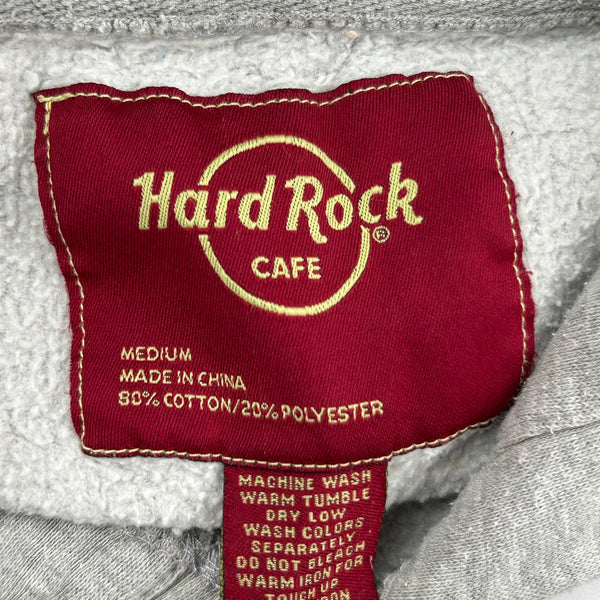 Hard Rock
®
CAFE
MEDIUM
MADE IN CHINA
80% COTTON/20% POLYESTER
MACHINE WASH
WARM TUMBLE
DRY LOW
WASH COLORS
SEPARATELY
DO NOT BLEACH
WARM IRON FOR
TOUCH UP